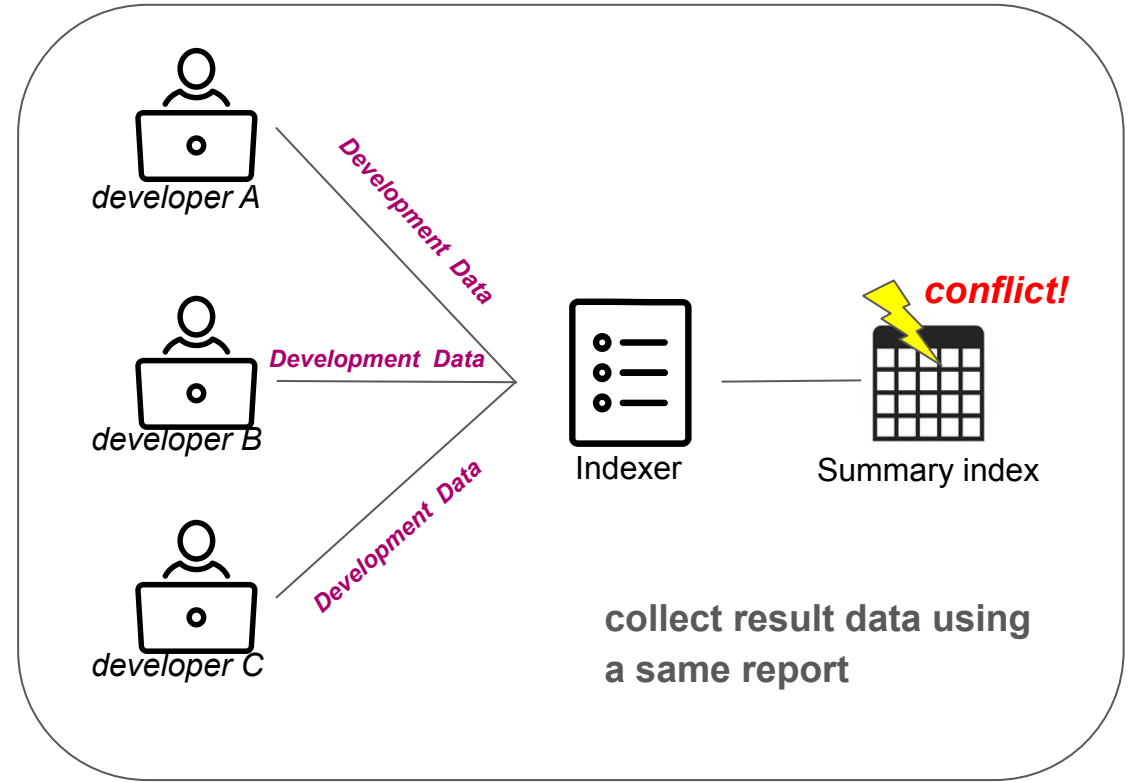 developer A
Development Data
developer B
Development Data
developer C
Development Data
Indexer
conflict!
Summary index
collect result data using
a same report